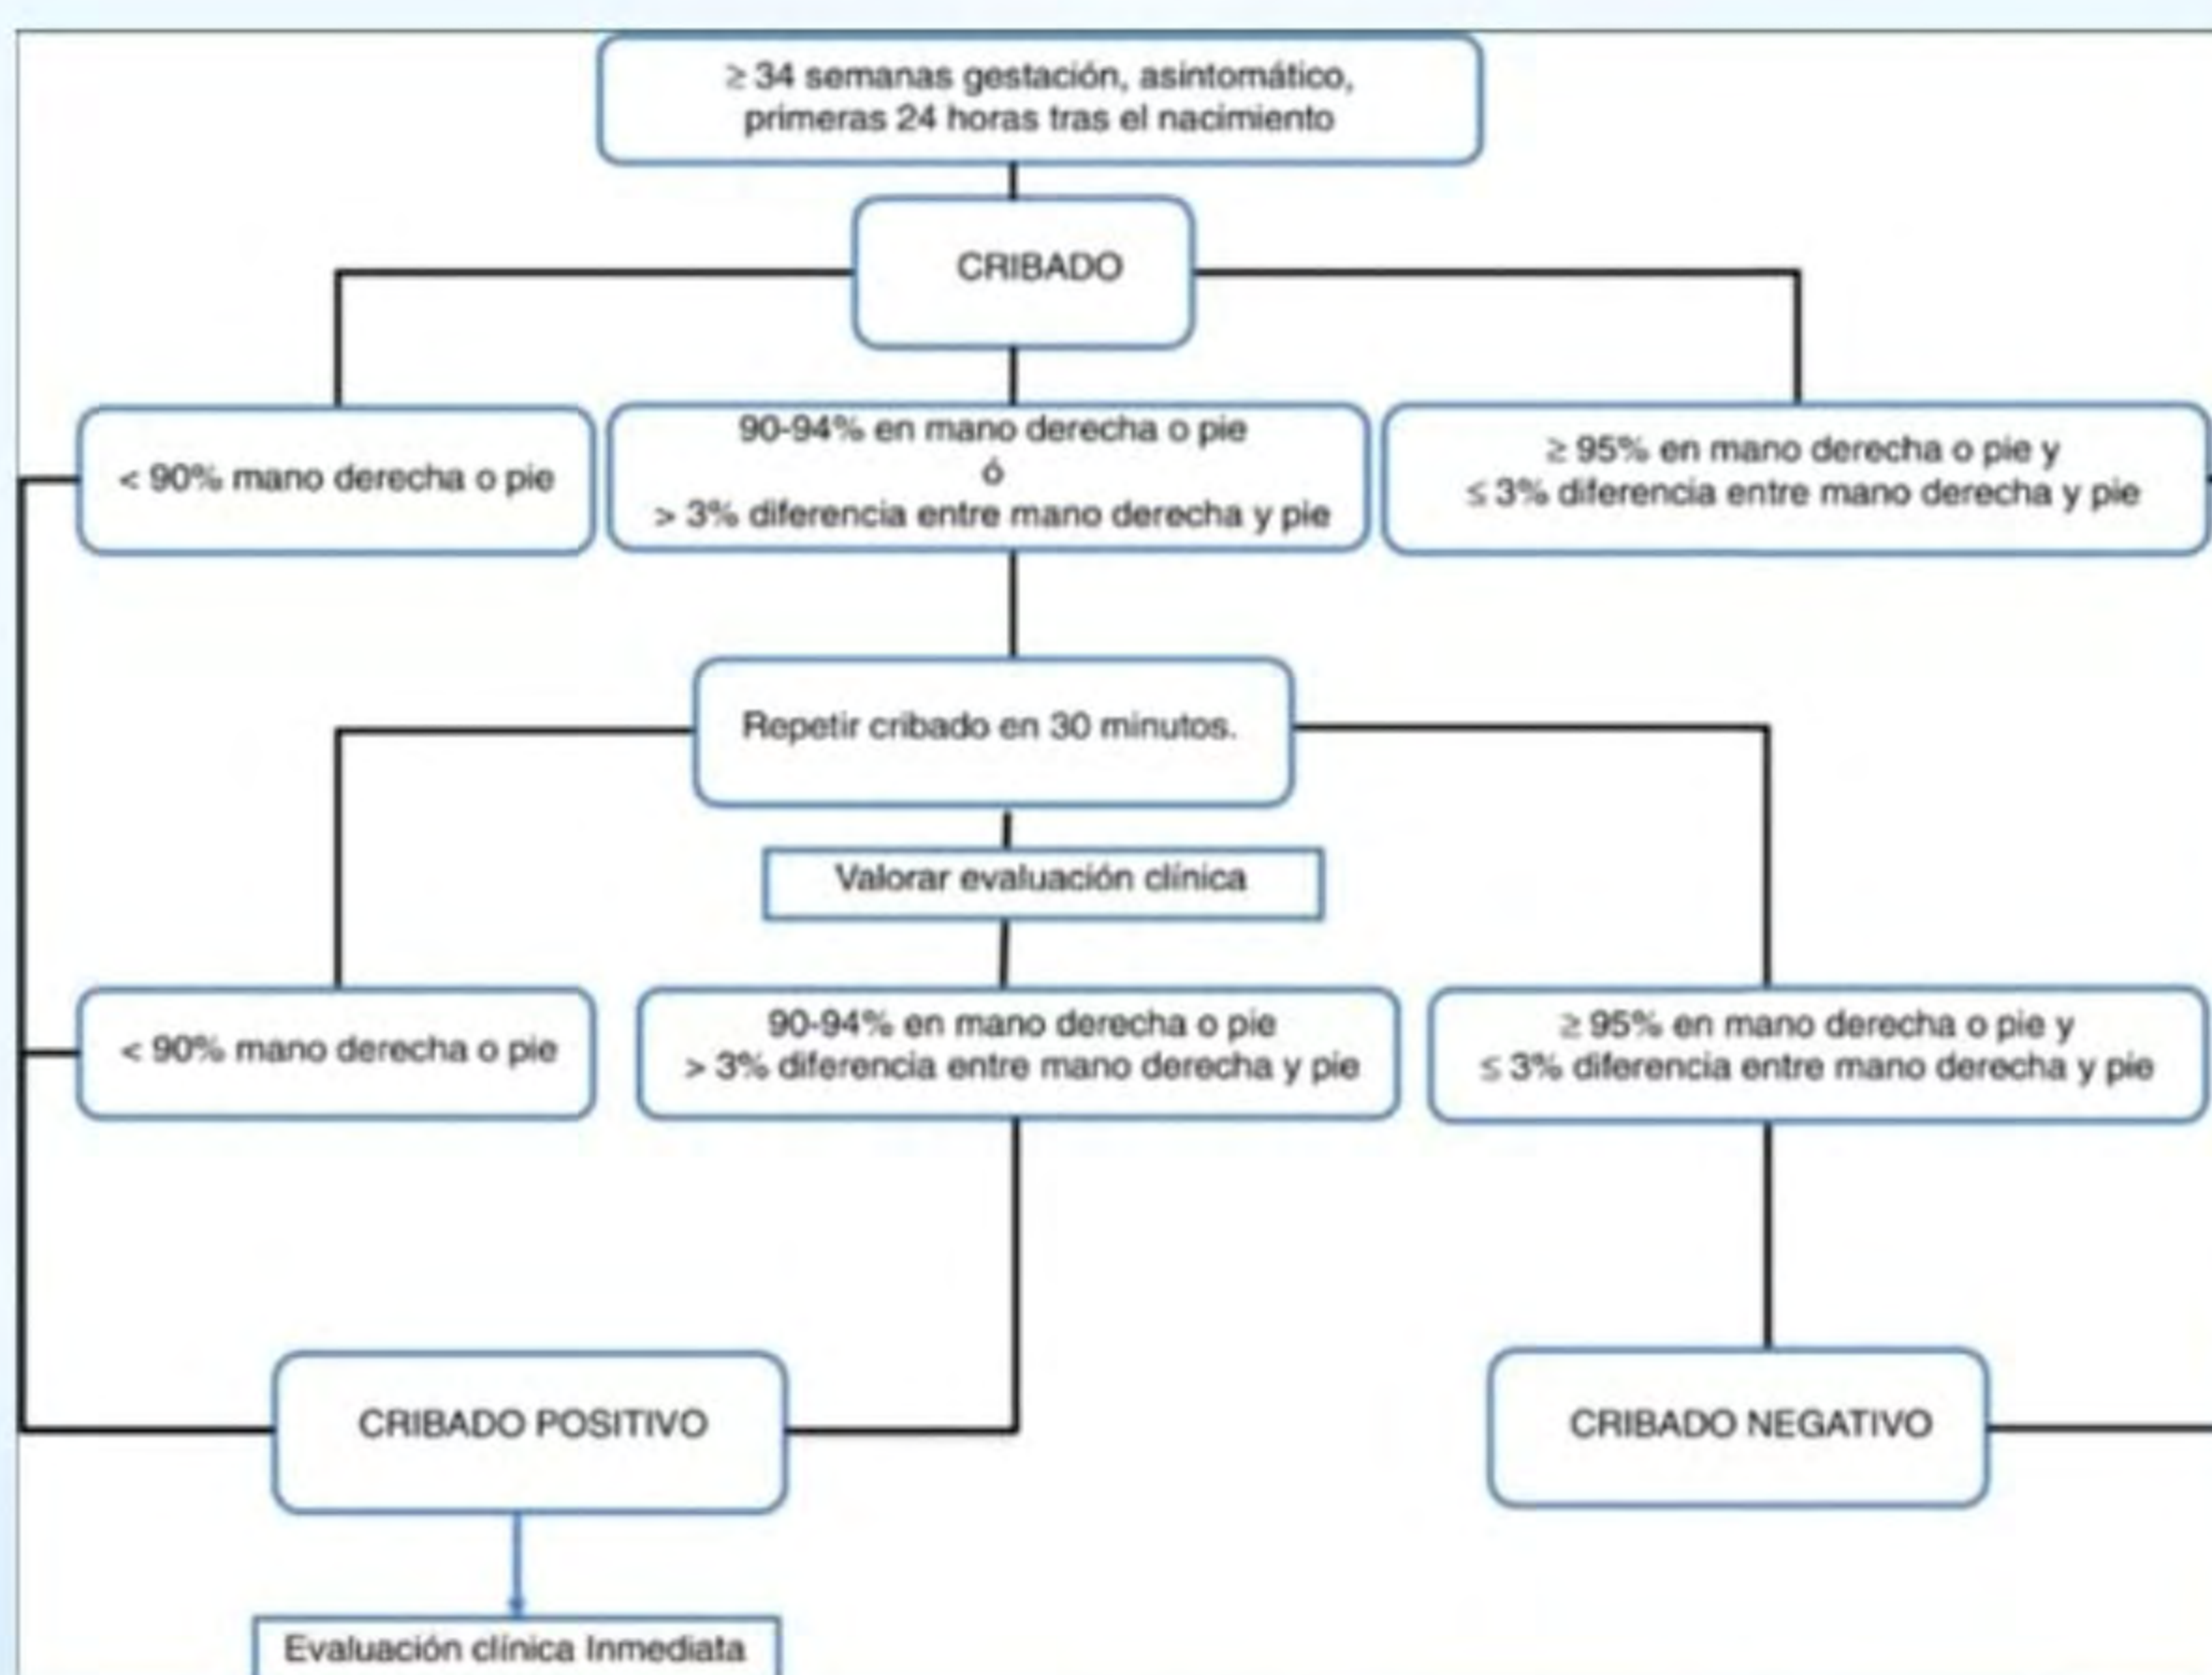 ≥ 34 semanas gestación, asintomático,
primeras 24 horas tras el nacimiento
CRIBADO
< 90% mano derecha o pie
90-94% en mano derecha o pie
ó
> 3% diferencia entre mano derecha y pie
≥ 95% en mano derecha o pie y
≤ 3% diferencia entre mano derecha y pie
Repetir cribado en 30 minutos.
Valorar evaluación clínica
< 90% mano derecha o pie
90-94% en mano derecha o pie
> 3% diferencia entre mano derecha y pie
≥ 95% en mano derecha o pie y
≤ 3% diferencia entre mano derecha y pie
CRIBADO POSITIVO
CRIBADO NEGATIVO
Evaluación clínica Inmediata